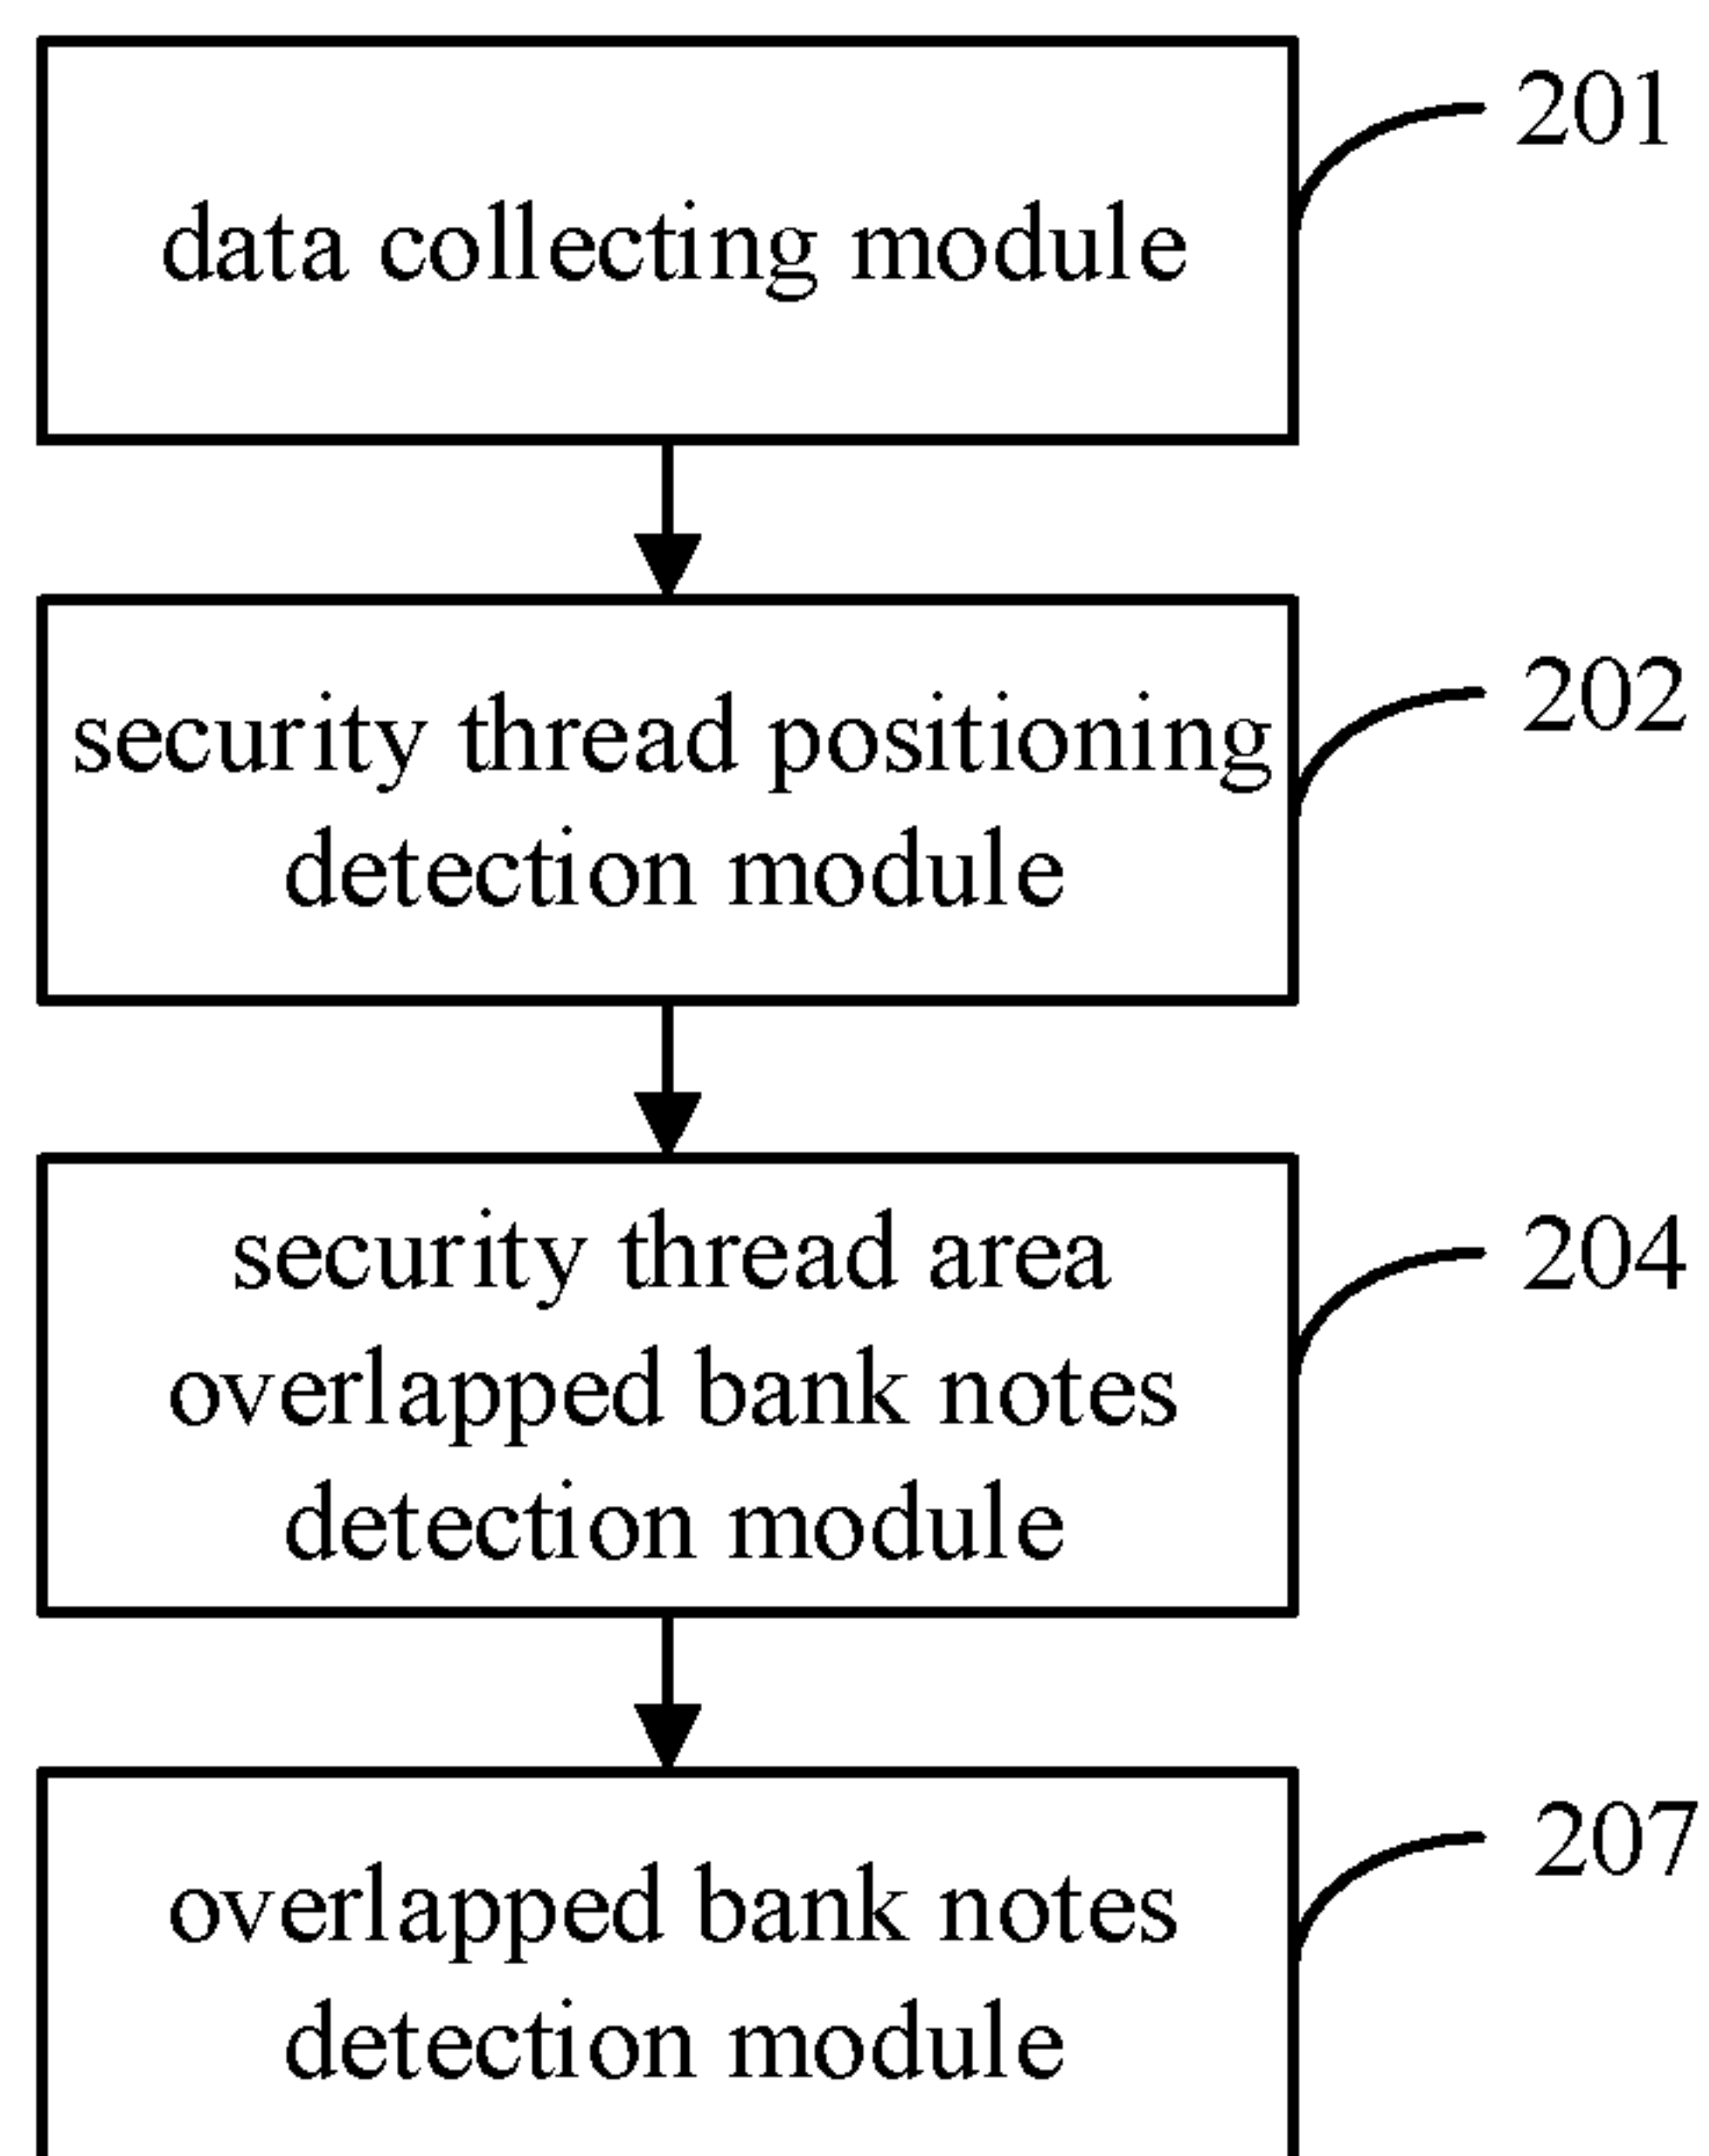 data collecting module
201
security thread positioning
detection module
202
security thread area
overlapped bank notes
detection module
204
overlapped bank notes
detection module
207